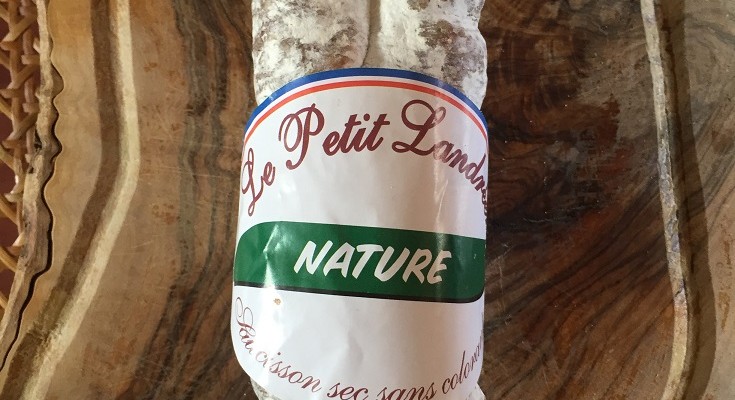 Le Petit
NATURE
Saucisson sec sans